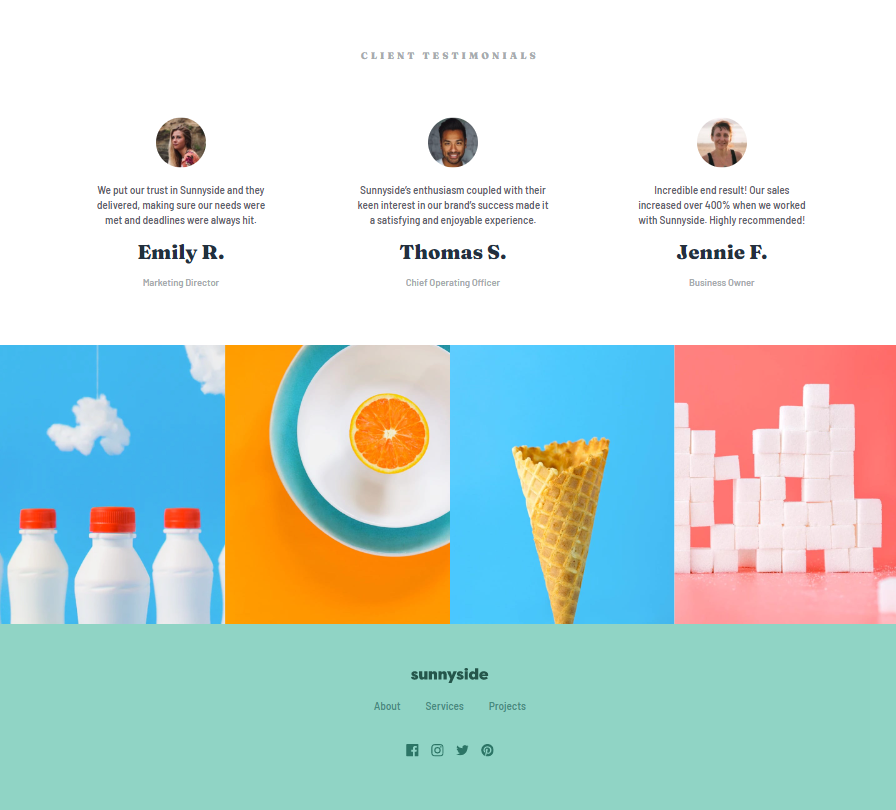 CLIENT TESTIMONIALS
We put our trust in Sunnyside and they
delivered, making sure our needs were
met and deadlines were always hit.
Emily R.
Marketing Director
Sunnyside's enthusiasm coupled with their
keen interest in our brand's success made it
a satisfying and enjoyable experience.
Thomas S.
Chief Operating Officer
Incredible end result! Our sales
increased over 400% when we worked
with Sunnyside. Highly recommended!
Jennie F.
Business Owner
sunnyside
About Services Projects